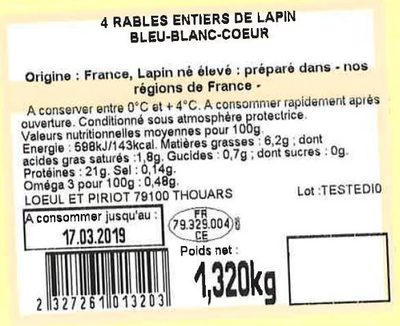 4 RABLES ENTIERS DE LAPIN
BLEU-BLANC-COEUR
Origine : France, Lapin né élevé : préparé dans - nos
régions de France -
A conserver entre 0°C et + 4°C. A consommer rapidement après
ouverture. Conditionné sous atmosphère protectrice.
Valeurs nutritionnelles moyennes pour 100g.
Energie : 598kJ/143kcal. Matières grasses : 6,2g ; dont
acides gras saturés :1,8g. Glucides : 0,7g ; dont sucres : 0g.
Protéines : 21g. Sel : 0,14g.
Oméga 3 pour 100g : 0,48g.
LOEUL ET PIRIOT 79100 THOUARS
Lot :TESTEDI0
A consommer jusqu'au :
17.03.2019
FR
79.329.004
CE
Poids net :
1,320kg
2 327261 013203